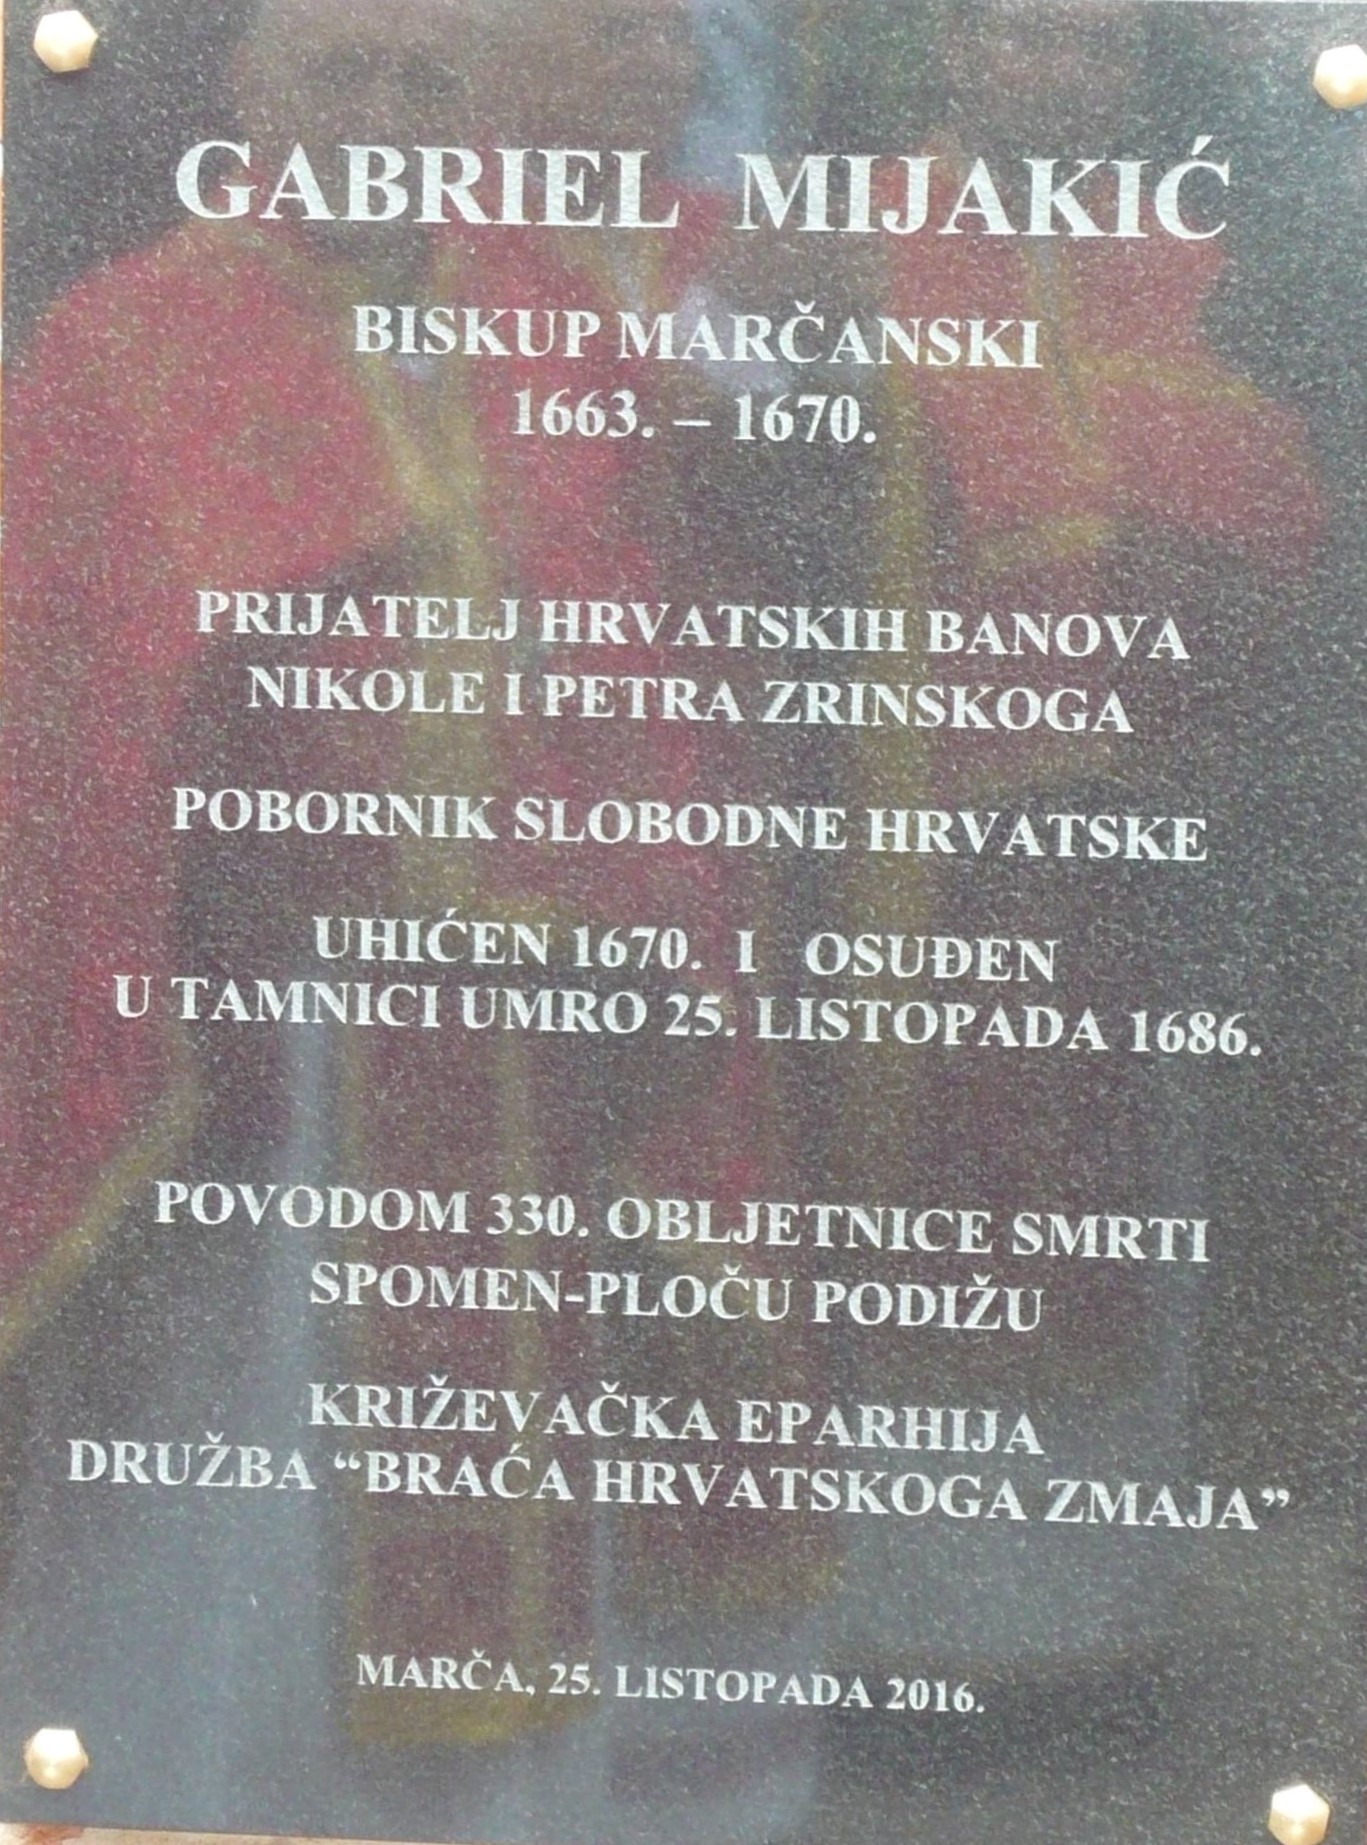 GABRIEL MIJAKIĆ
BISKUP MARČANSKI
1663. – 1670.
PRIJATELJ HRVATSKIH BANOVA
NIKOLE I PETRA ZRINSKOGA
POBORNIK SLOBODNE HRVATSKE
UHIĆEN 1670. I OSUĐEN
U TAMNICI UMRO 25. LISTOPADA 1686.
POVODOM 330. OBLJETNICE SMRTI
SPOMEN-PLOČU PODIŽU
KRIŽEVAČKA EPARHIJA
DRUŽBA “BRAĆA HRVATSKOGA ZMAJA”
MARČA, 25. LISTOPADA 2016.